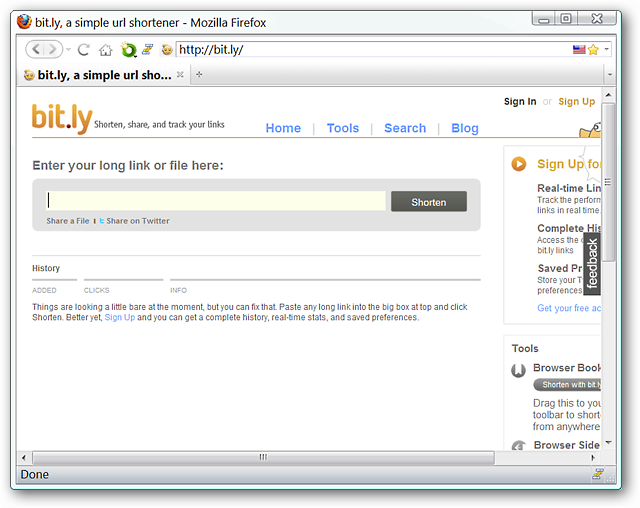 bit.ly, a simple url shortener - Mozilla Firefox
http://bit.ly/
bit.ly, a simple url sho...
Sign In or Sign Up
bit.ly Shorten, share, and track your links
Home | Tools | Search | Blog
Enter your long link or file here:
Shorten
Share a File Share on Twitter
History
ADDED CLICKS INFO
Things are looking a little bare at the moment, but you can fix that. Paste any long link into the big box at top and click
Shorten. Better yet, Sign Up and you can get a complete history, real-time stats, and saved preferences.
Sign Up for
Real-time Lin
Track the perform
links in real time.
Complete His
Access the c
bit.ly links
Saved Pr
Store your T
preferences
Get your free ac
feedback
Tools
Browser Book
Shorten with bit.ly
Drag this to you
toolbar to short
from anywhere
Browser Side
Done